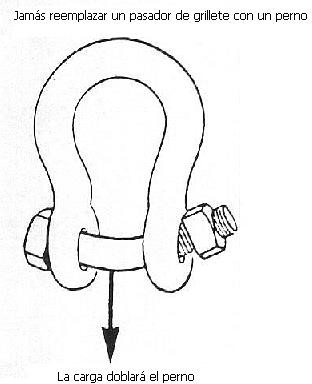 Jamás reemplazar un pasador de grillete con un perno
La carga doblará el perno